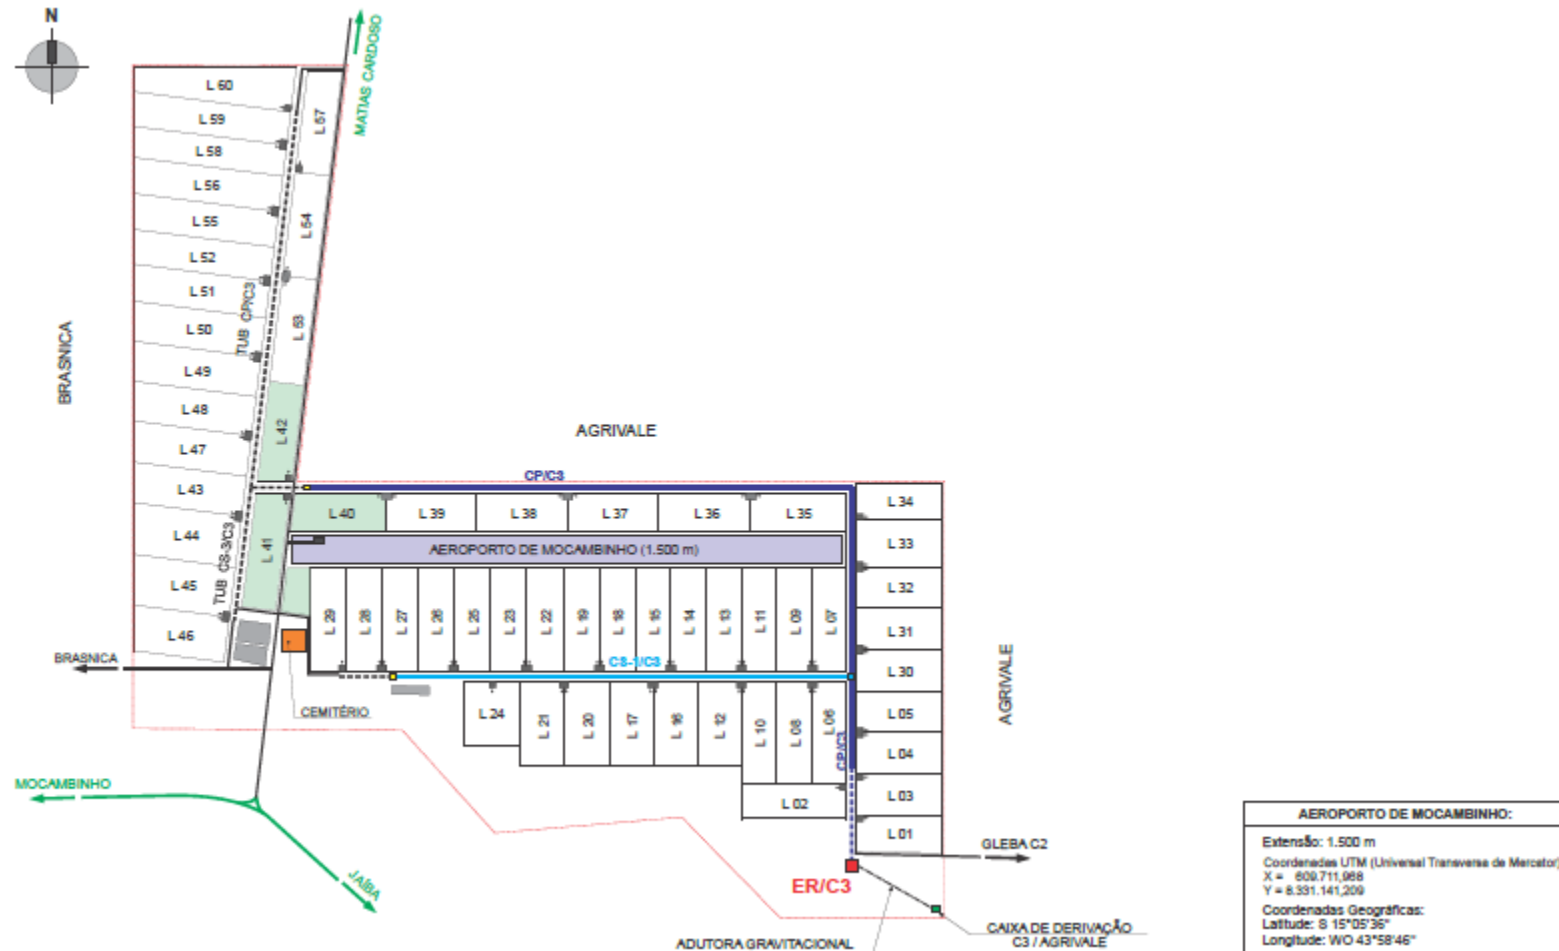 N
MATIAS CARDOSO
L 60
L 59
L 58
L 56
L 55
L 52
L 51
L 50
L 49
L 48
L 47
L 43
L 44
L 45
L 46
L 57
L 54
L 53
L 42
L 41
TUB CP/C3
TUB CS-3/C3
BRASNICA
AGRIVALE
CP/C3
L 40
L 39
L 38
L 37
L 36
L 35
AEROPORTO DE MOCAMBINHO (1.500 m)
L 29
L 28
L 27
L 26
L 25
L 23
L 22
L 19
L 18
L 15
L 14
L 13
L 11
L 09
L 07
CS-1/C3
L 24
L 21
L 20
L 17
L 16
L 12
L 10
L 08
L 06
CP/C3
L 02
L 34
L 33
L 32
L 31
L 30
L 05
L 04
L 03
L 01
AGRIVALE
BRASNICA
CEMITÉRIO
MOCAMBINHO
JAÍBA
GLEBA C2
ER/C3
CAIXA DE DERIVAÇÃO
C3 / AGRIVALE
ADUTORA GRAVITACIONAL
AEROPORTO DE MOCAMBINHO:
Extensão: 1.500 m
Coordenadas UTM (Universal Transversa de Mercator)
X = 609.711,968
Y = 8.331.141,209
Coordenadas Geográficas:
Latitude: S 15°05'36"
Longitude: WO 43°58'46"